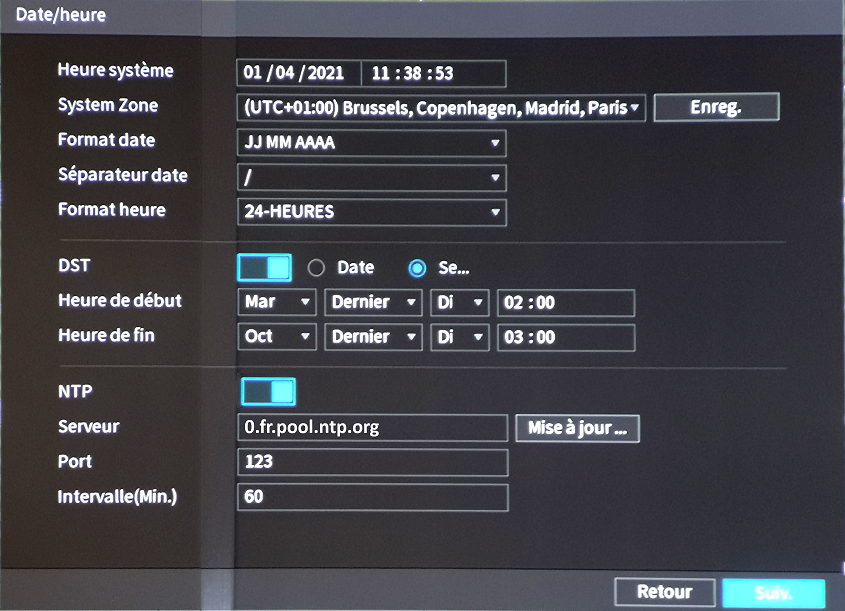 Date/heure
Heure système 01 / 04 / 2021 11 : 38 : 53
System Zone (UTC+01:00) Brussels, Copenhagen, Madrid, Paris Enreg.
Format date JJ MM AAAA
Séparateur date /
Format heure 24-HEURES
DST Date Se...
Heure de début Mar Dernier Di 02 : 00
Heure de fin Oct Dernier Di 03 : 00
NTP
Serveur 0.fr.pool.ntp.org Mise à jour ...
Port 123
Intervalle(Min.) 60
Retour Suiv.